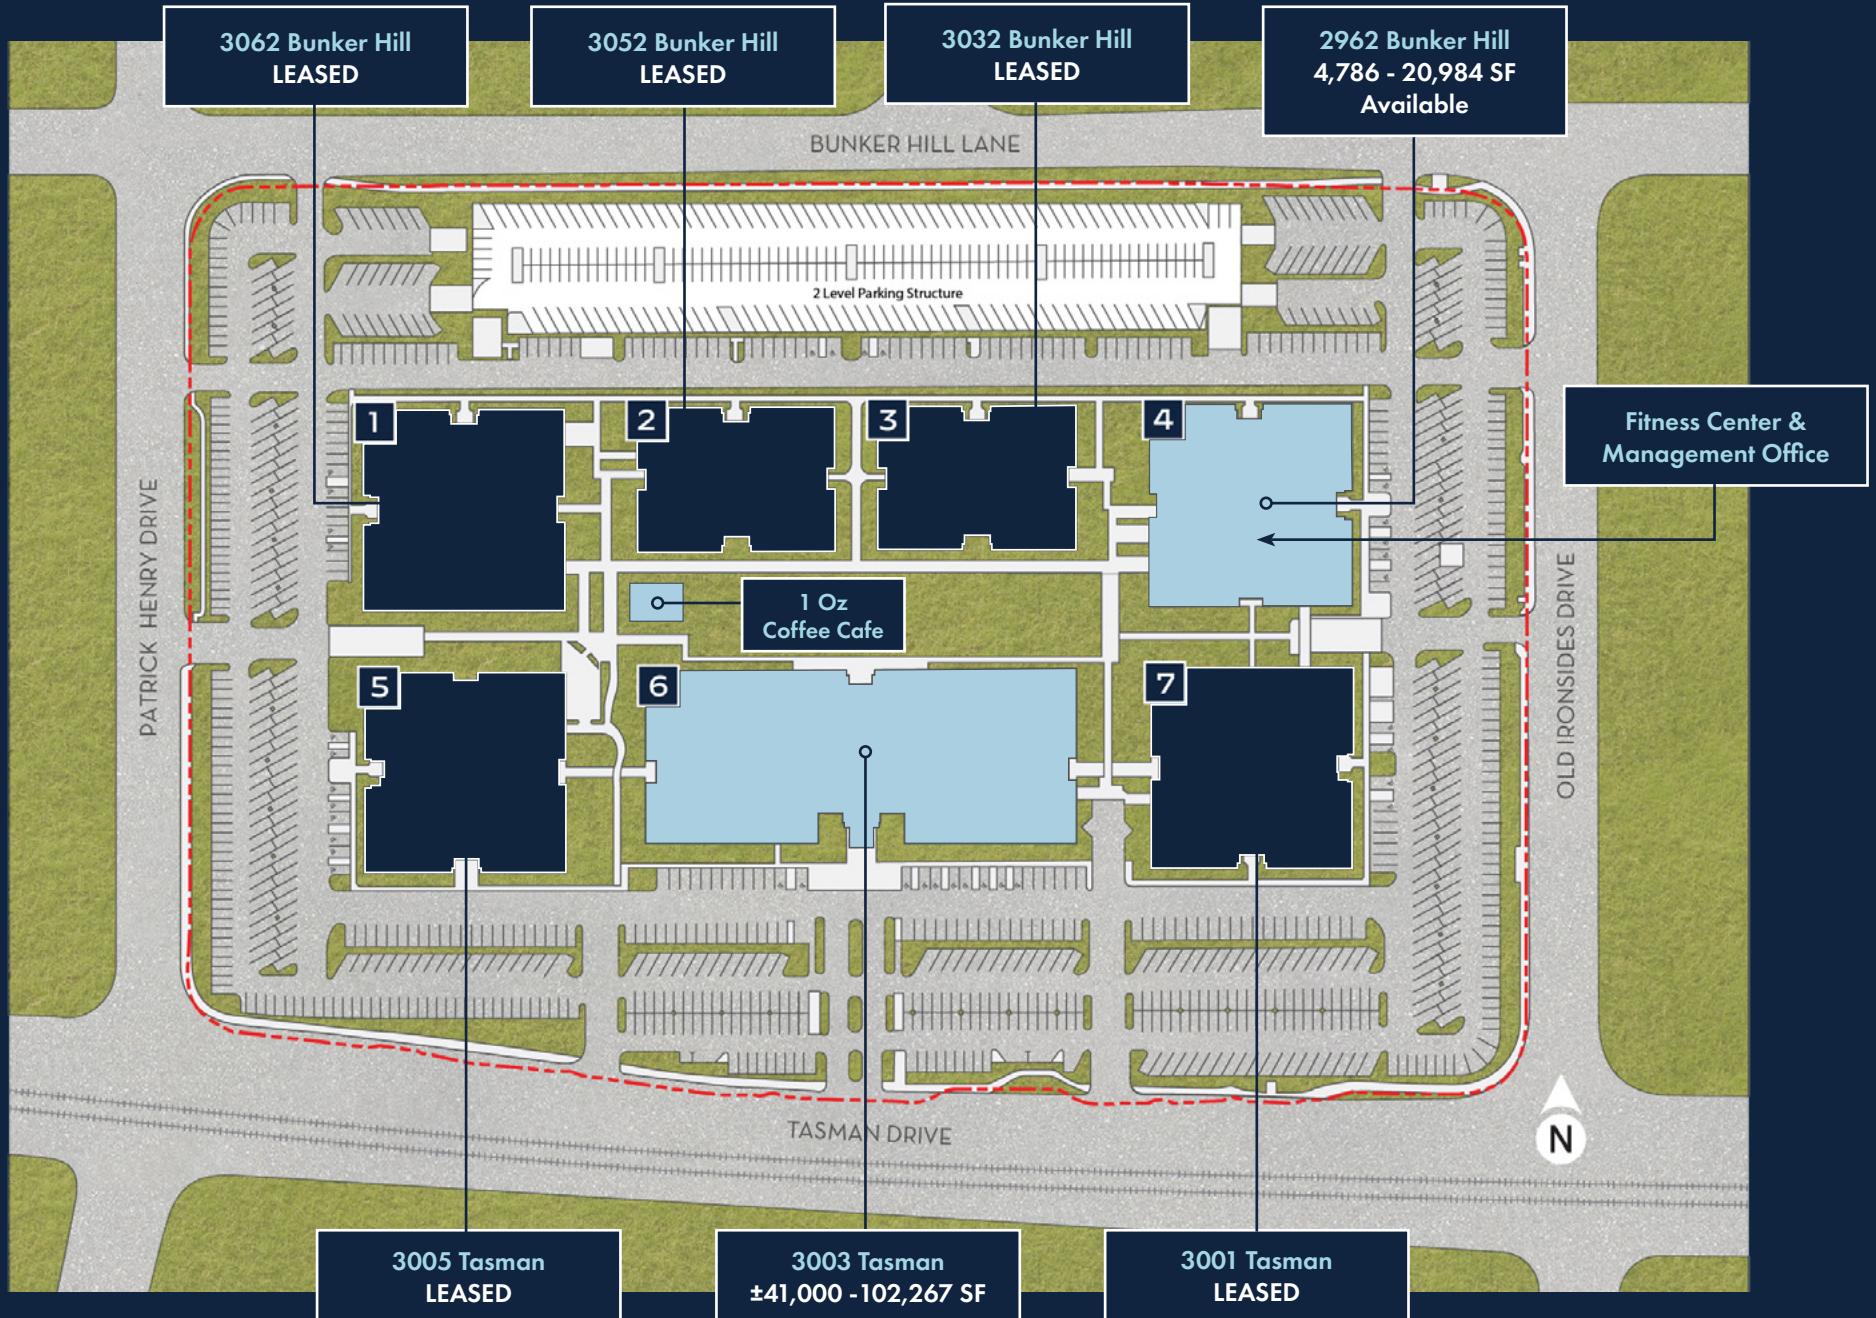 3062 Bunker Hill
LEASED
3052 Bunker Hill
LEASED
3032 Bunker Hill
LEASED
2962 Bunker Hill
4,786 - 20,984 SF
Available
BUNKER HILL LANE
2 Level Parking Structure
1
2
3
4
Fitness Center &
Management Office
PATRICK HENRY DRIVE
1 Oz
Coffee Cafe
OLD IRONSIDES DRIVE
5
6
7
TASMAN DRIVE
N
3005 Tasman
LEASED
3003 Tasman
±41,000 -102,267 SF
3001 Tasman
LEASED